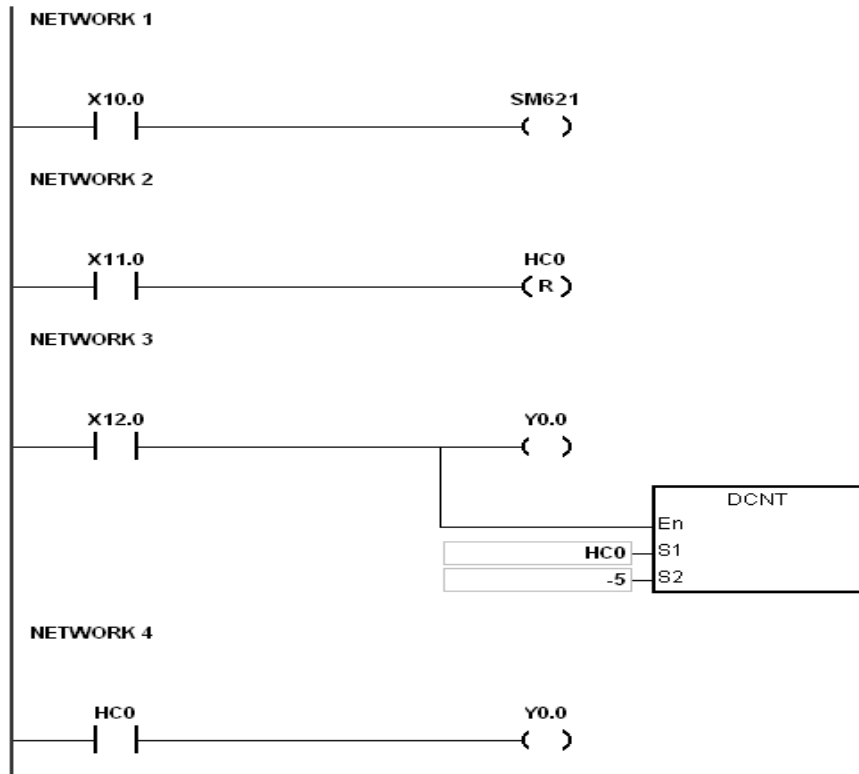 NETWORK 1
X10.0 SM621
NETWORK 2
X11.0 HC0
R
NETWORK 3
X12.0 Y0.0
DCNT
En
HC0 S1
-5 S2
NETWORK 4
HC0 Y0.0